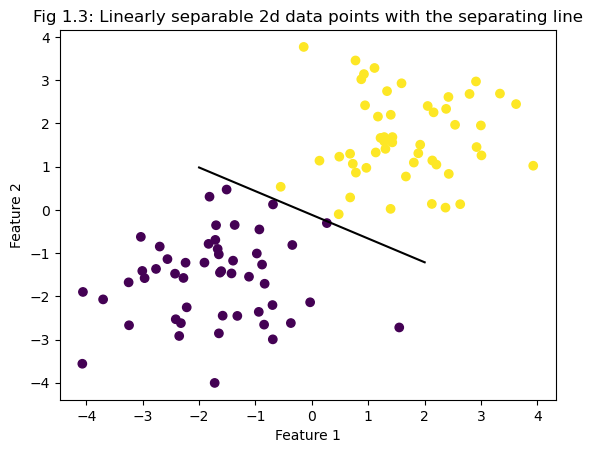 Fig 1.3: Linearly separable 2d data points with the separating line
4
3
2
1
0
−1
−2
−3
−4
Feature 2
−4 −3 −2 −1 0 1 2 3 4
Feature 1